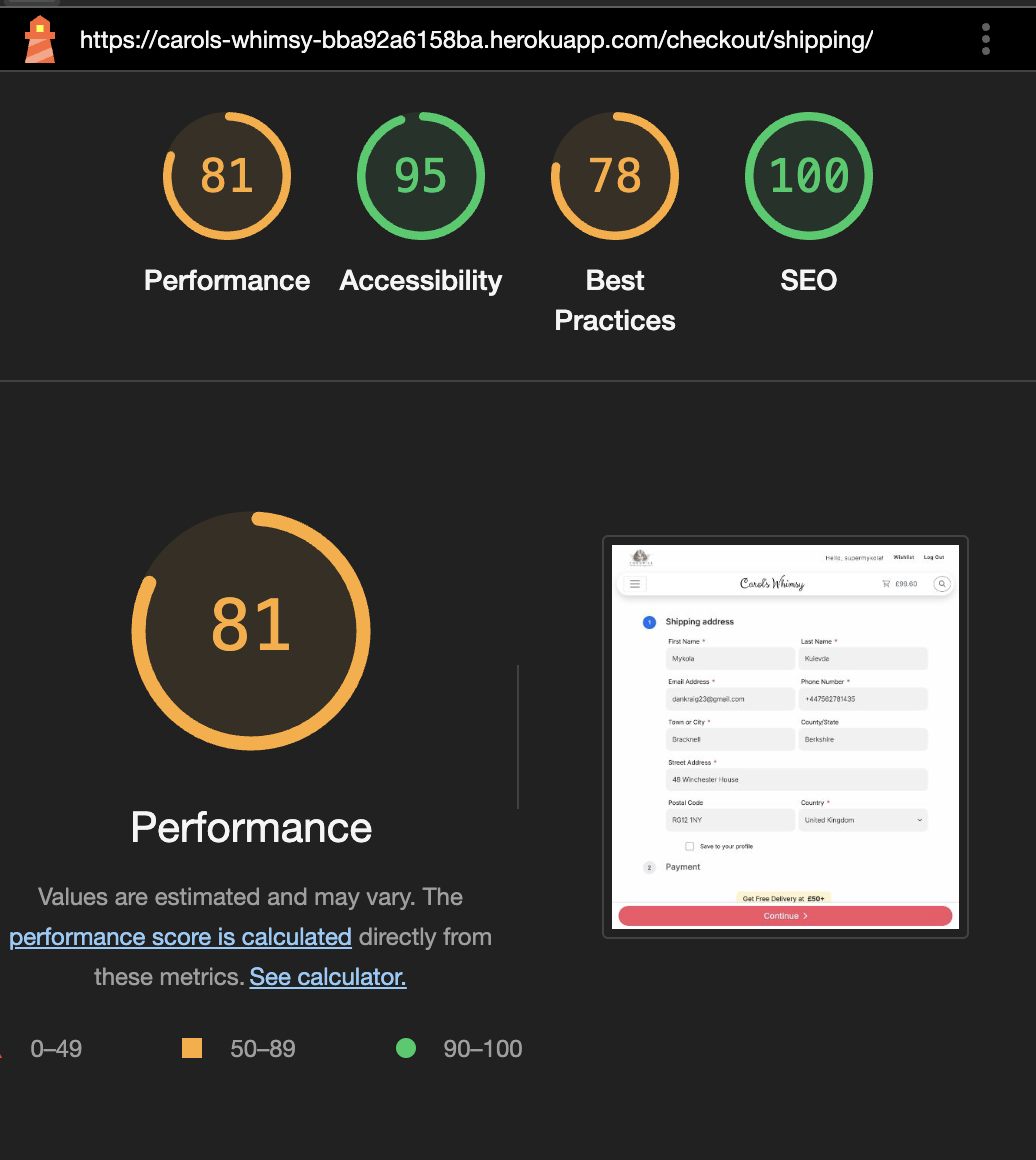 https://carols-whimsy-bba92a6158ba.herokuapp.com/checkout/shipping/
81 95 78 100
Performance Accessibility Best Practices SEO
81
Performance
Values are estimated and may vary. The
performance score is calculated directly from
these metrics. See calculator.
0–49 50–89 90–100
Hello, supermykola! Wishlist Log Out
Carol's Whimsy £99.60
1 Shipping address
First Name * Last Name *
Mykola Kulevda
Email Address * Phone Number *
dankraig23@gmail.com +447562781435
Town or City * County/State
Bracknell Berkshire
Street Address *
48 Winchester House
Postal Code Country *
RG12 1NY United Kingdom
Save to your profile
2 Payment
Get Free Delivery at £50+
Continue >